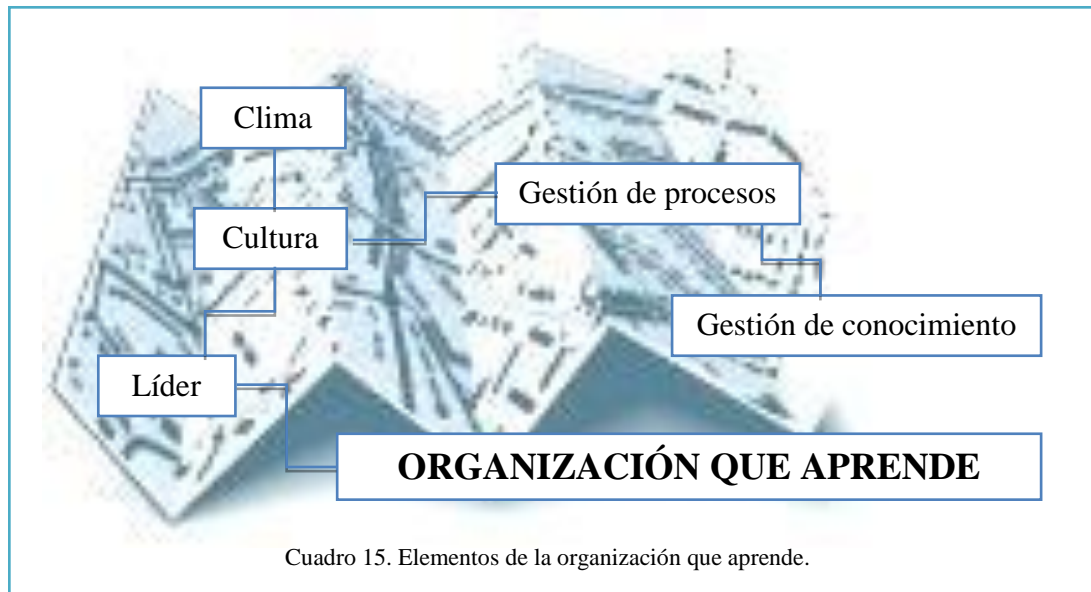 Clima
Gestión de procesos
Cultura
Gestión de conocimiento
Líder
ORGANIZACIÓN QUE APRENDE
Cuadro 15. Elementos de la organización que aprende.